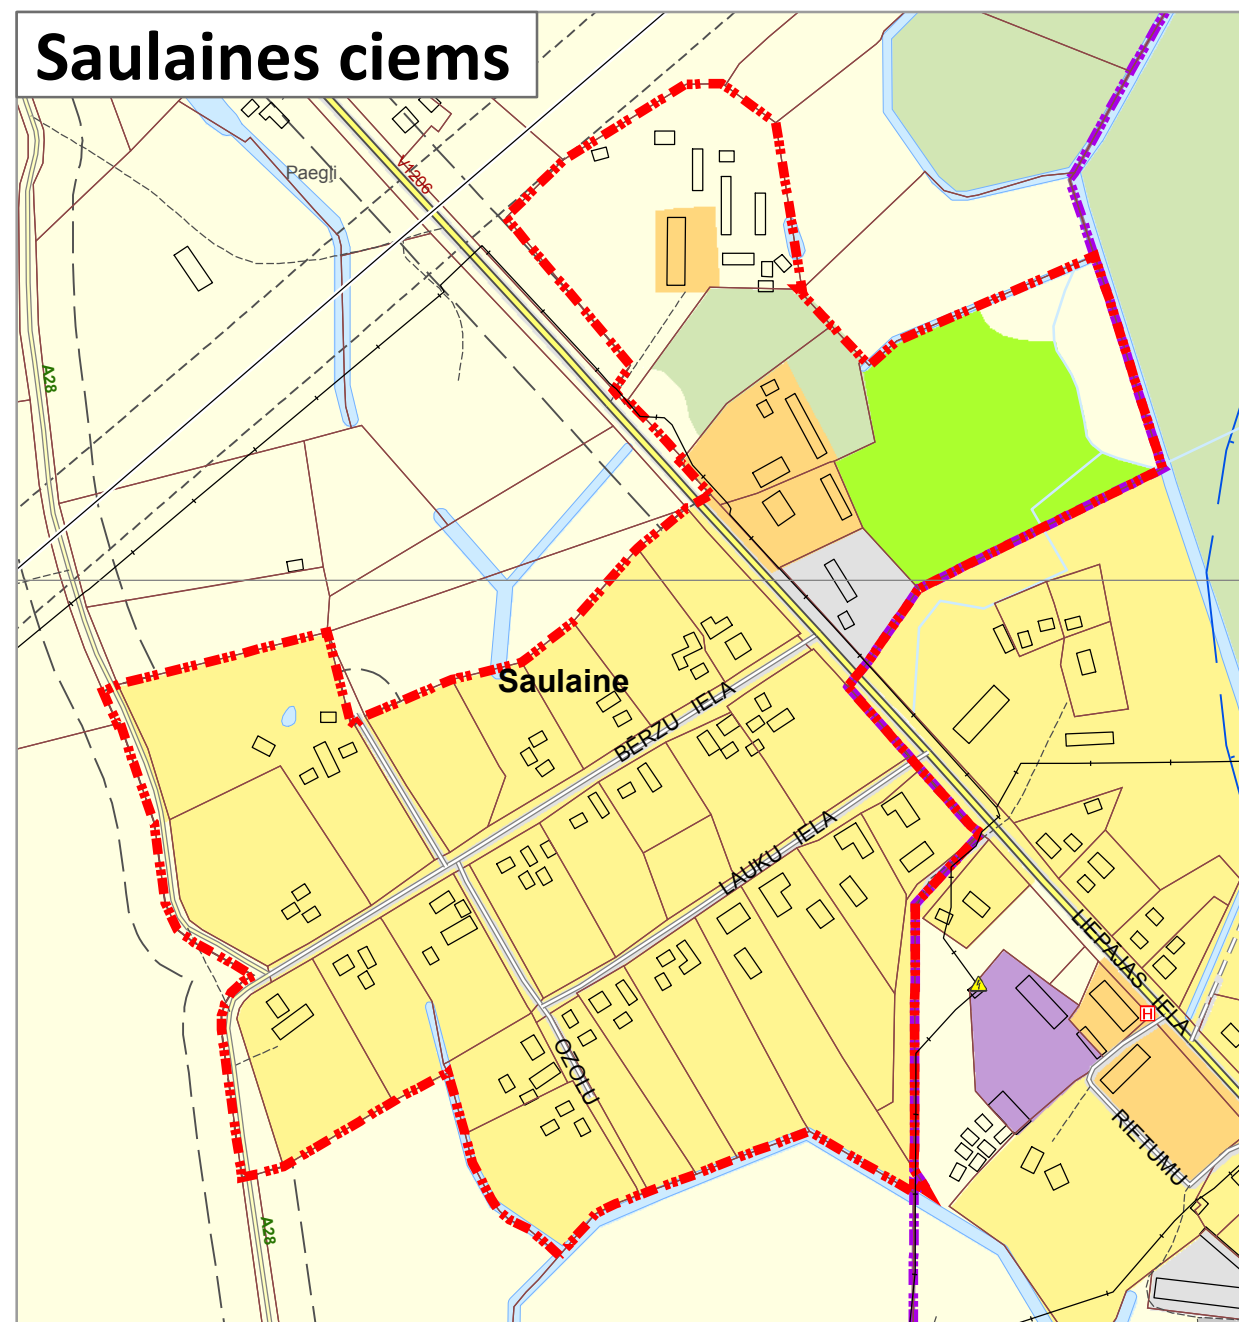 Saulaines ciems
Paegļi
V1206
A28
Saulaine
BĒRZU IELA
LAUKU IELA
LIEPĀJAS IELA
H
OZOLU
RIETUMU
A28